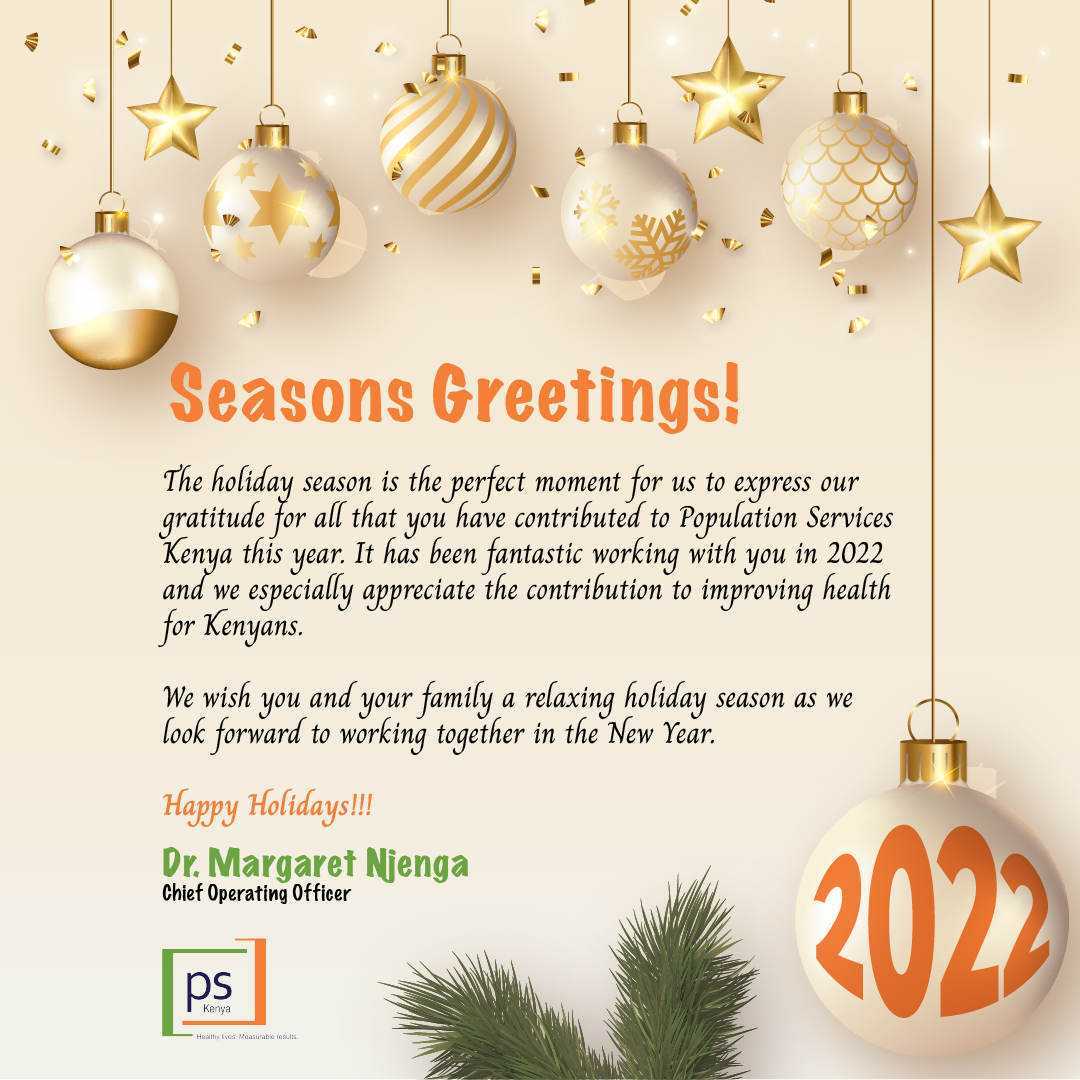 Seasons Greetings!
The holiday season is the perfect moment for us to express our
gratitude for all that you have contributed to Population Services
Kenya this year. It has been fantastic working with you in 2022
and we especially appreciate the contribution to improving health
for Kenyans.
We wish you and your family a relaxing holiday season as we
look forward to working together in the New Year.
Happy Holidays!!!
Dr. Margaret Njenga
Chief Operating Officer
2022
ps
Kenya
Healthy lives. Measurable results.